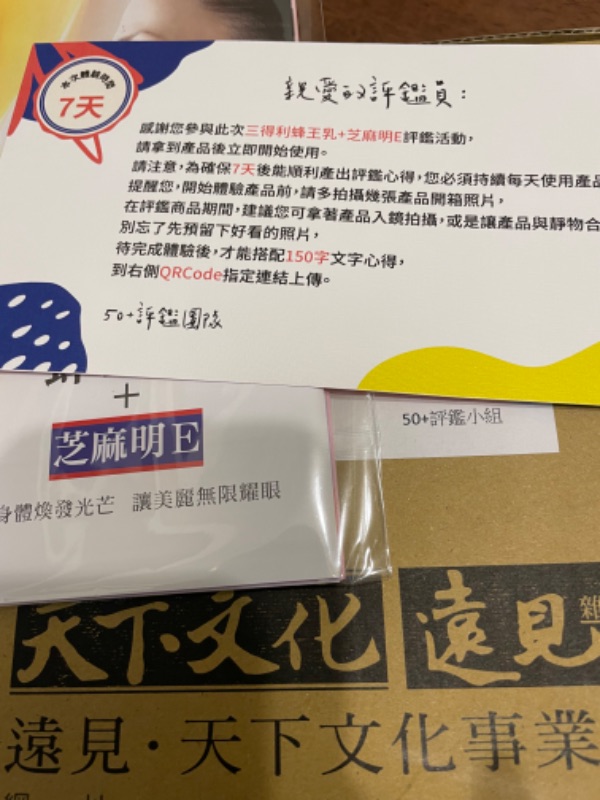 7天
親愛的評鑑員：
感謝您參與此次三得利蜂王乳+芝麻明E評鑑活動，
請拿到產品後立即開始使用。
請注意，為確保7天後能順利產出評鑑心得，您必須持續每天使用產品
提醒您，開始體驗產品前，請多拍攝幾張產品開箱照片，
在評鑑商品期間，建議您可拿著產品入鏡拍攝，或是讓產品與靜物合
別忘了先預留下好看的照片，
待完成體驗後，才能搭配150字文字心得，
到右側QRCode指定連結上傳。
50+評鑑團隊
+
芝麻明E
身體煥發光芒 讓美麗無限耀眼
50+評鑑小組
天下文化 遠見
遠見·天下文化事業